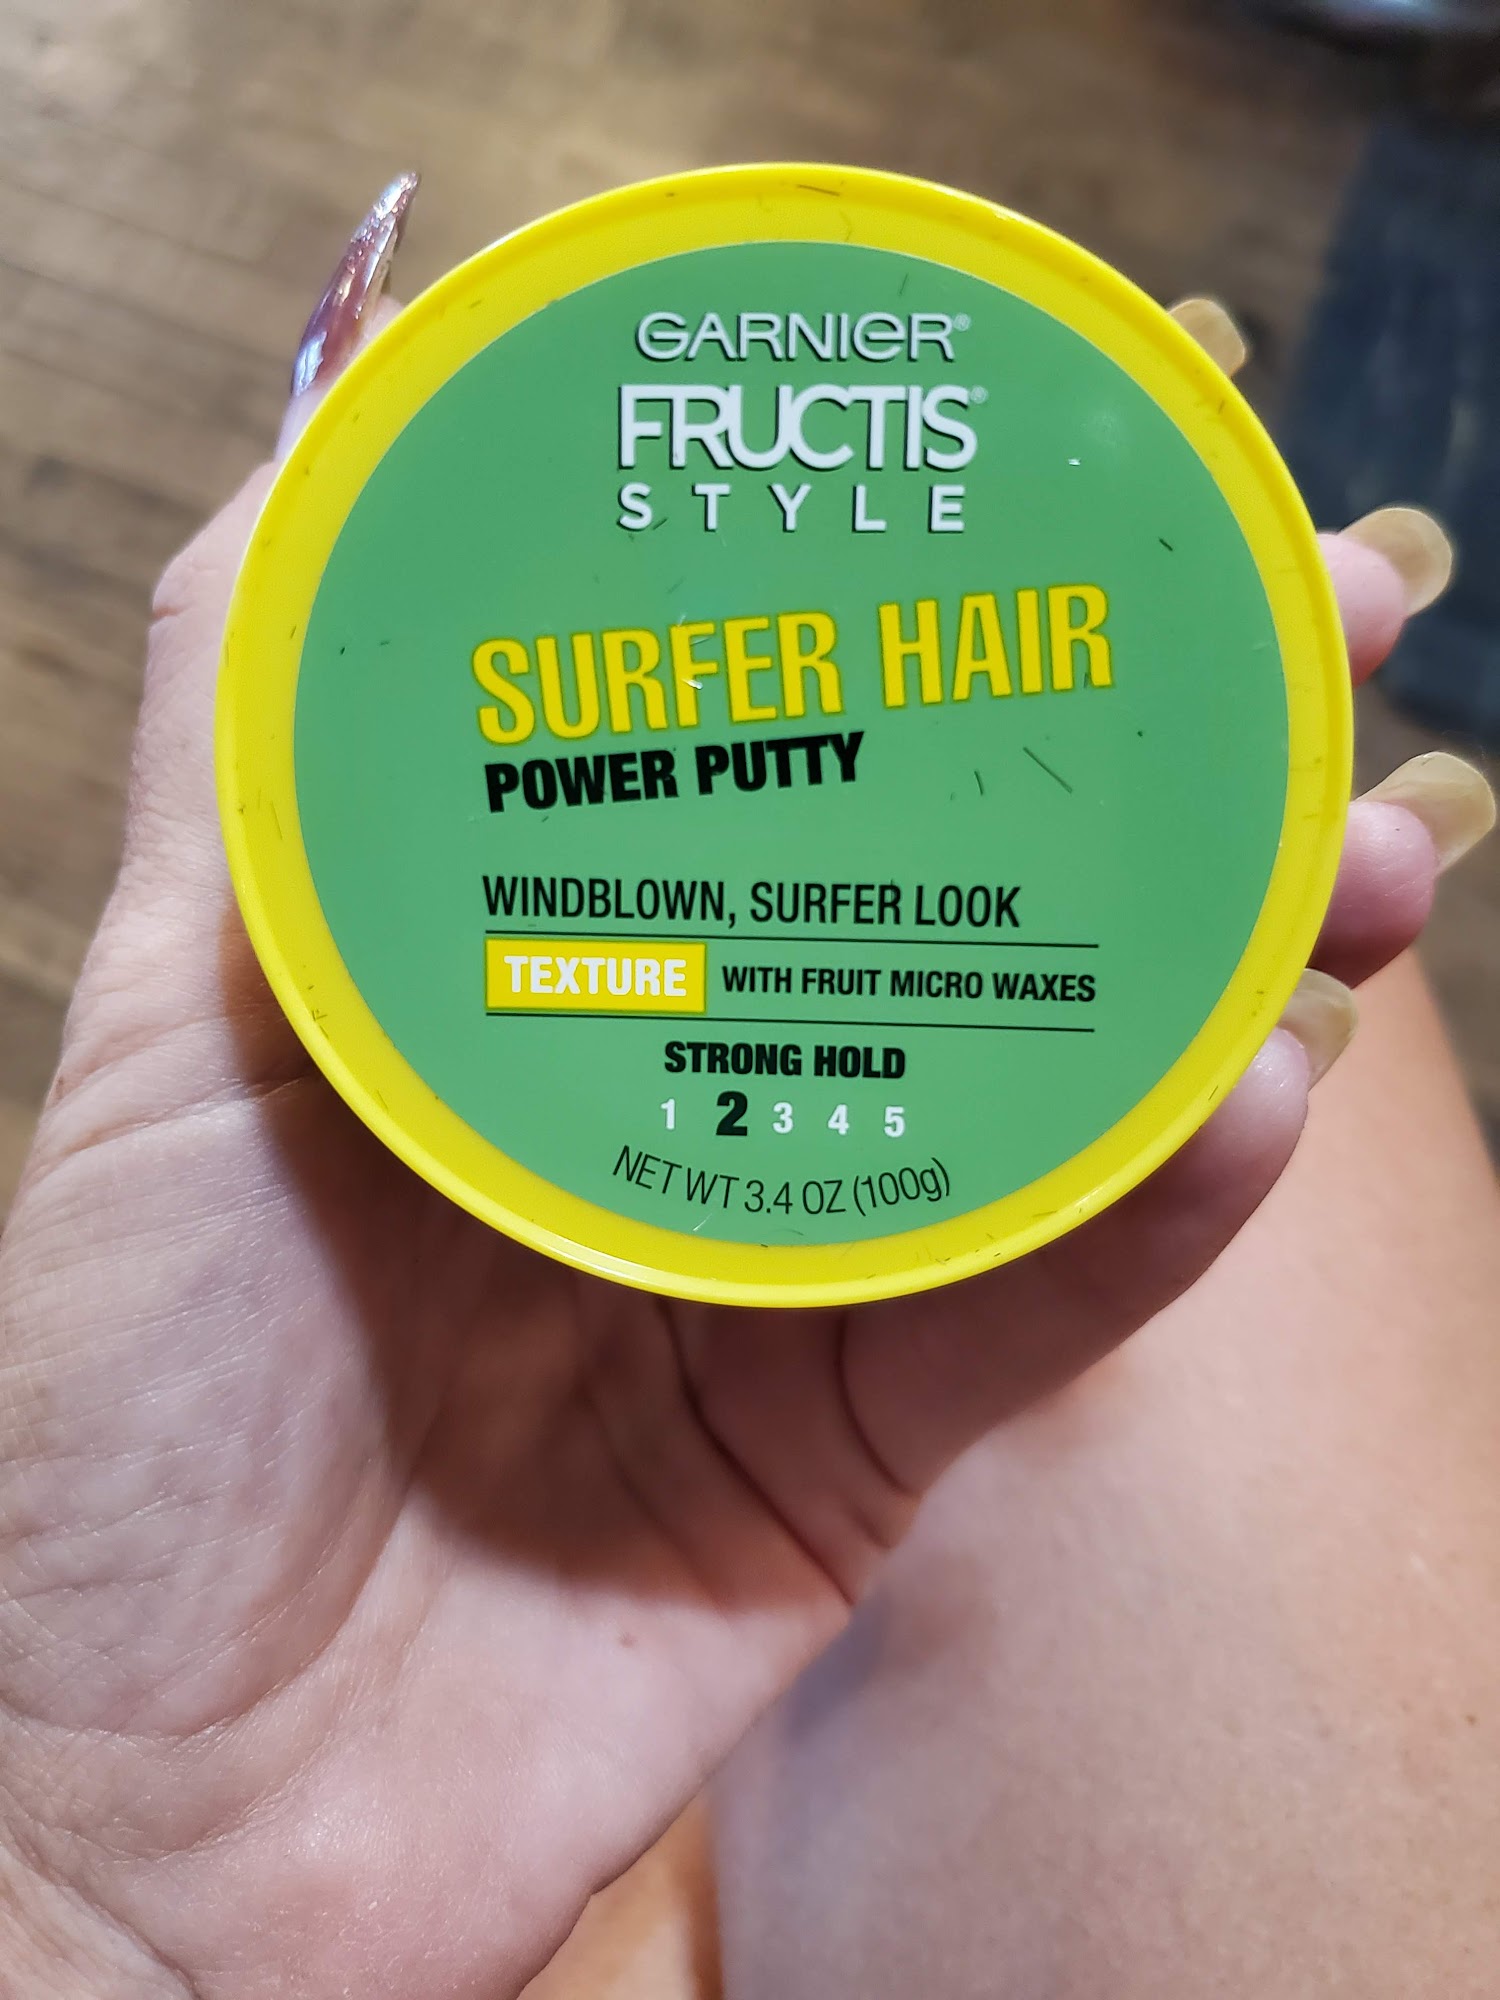 GARNIER®
FRUCTIS®
STYLE
SURFER HAIR
POWER PUTTY
WINDBLOWN, SURFER LOOK
TEXTURE WITH FRUIT MICRO WAXES
STRONG HOLD
1 2 3 4 5
NET WT 3.4 OZ (100g)